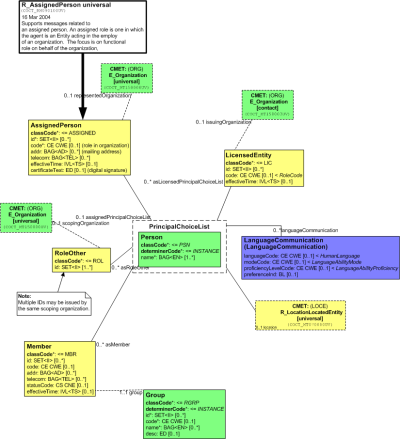 R_AssignedPerson universal
16 Mar 2004
Supports messages related to
an assigned person. An assigned role is one in which
the agent is an Entity acting in the employ
of an organization. The focus is on functional
role on behalf of the organization.
CMET: (ORG)
E_Organization
[universal]
0..1 representedOrganization
CMET: (ORG)
E_Organization
[contact]
0..1 issuingOrganization
AssignedPerson
classCode*: <= ASSIGNED
id*: SET<II> [0..*]
code: CE CWE [0..1] (role in organization)
addr: BAG<AD> [0..*] (mailing address)
telecom: BAG<TEL> [0..*]
effectiveTime: IVL<TS> [0..1]
certificateText: ED [0..1] (digital signature)
LicensedEntity
classCode*: <= LIC
id: SET<II> [0..*]
code: CE CWE [0..1] < RoleCode
effectiveTime: IVL<TS> [0..1]
0..* asLicensedPrincipalChoiceList
CMET: (ORG)
E_Organization
[universal]
0..1 assignedPrincipalChoiceList
0..1 scopingOrganization
PrincipalChoiceList
Person
classCode*: <= PSN
determinerCode*: <= INSTANCE
name*: BAG<EN> [1..*]
0..* languageCommunication
LanguageCommunication
(LanguageCommunication)
languageCode: CE CWE [0..1] < HumanLanguage
modeCode: CE CWE [0..1] < LanguageAbilityMode
proficiencyLevelCode: CE CWE [0..1] < LanguageAbilityProficiency
preferenceInd: BL [0..1]
RoleOther
classCode*: <= ROL
id: SET<II> [1..*]
0..* asRoleOther
Note:
Multiple IDs may be issued by
the same scoping organization.
CMET: (LOCE)
R_LocationLocatedEntity
[universal]
0..* asMember
Member
classCode*: <= MBR
id: SET<II> [0..*]
code: CE CWE [0..1]
addr: BAG<AD> [0..*]
telecom: BAG<TEL> [0..*]
statusCode: CS CNE [0..1]
effectiveTime: IVL<TS> [0..1]
1..1 group
Group
classCode*: <= RGRP
determinerCode*: <= INSTANCE
id*: SET<II> [0..*]
code*: CE CWE [0..1]
name*: BAG<EN> [0..*]
desc: ED [0..1]